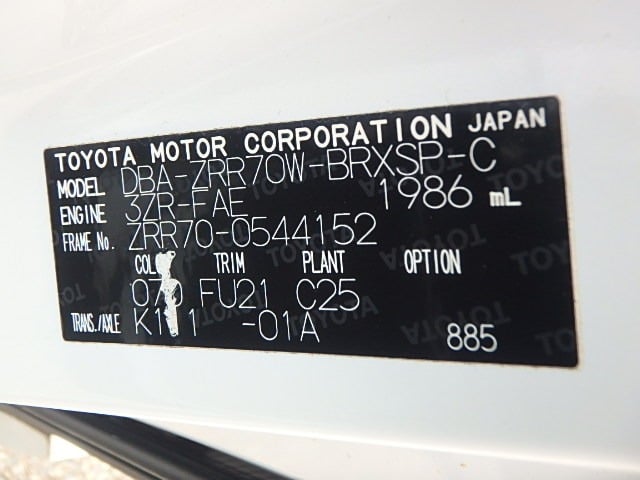 TOYOTA MOTOR CORPORATION JAPAN
MODEL DBA-ZRR70W-BRXSP-C
ENGINE 3ZR-FAE 1986 mL
FRAME No. ZRR70-0544152
TRIM PLANT OPTION
FU21 C25
TRANS./AXLE -01A
885